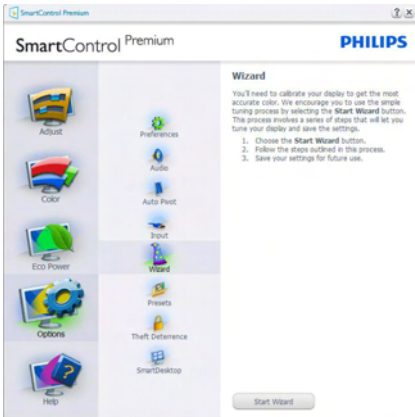 SmartControl Premium
SmartControl Premium
PHILIPS
Adjust
Color
Eco Power
Options
Help
Preferences
Audio
Auto Pivot
Input
Wizard
Presets
Theft Deterrence
SmartDesktop
Wizard
You'll need to calibrate your display to get the most
accurate color. We encourage you to use the simple
tuning process by selecting the Start Wizard button.
This process involves a series of steps that will let you
tune your display and save the settings.
1. Choose the Start Wizard button.
2. Follow the steps outlined in this process.
3. Save your settings for future use.
Start Wizard